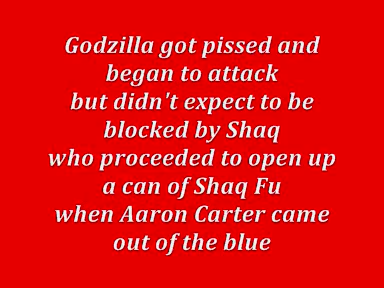 Godzilla got pissed and
began to attack
but didn't expect to be
blocked by Shaq
who proceeded to open up
a can of Shaq Fu
when Aaron Carter came
out of the blue